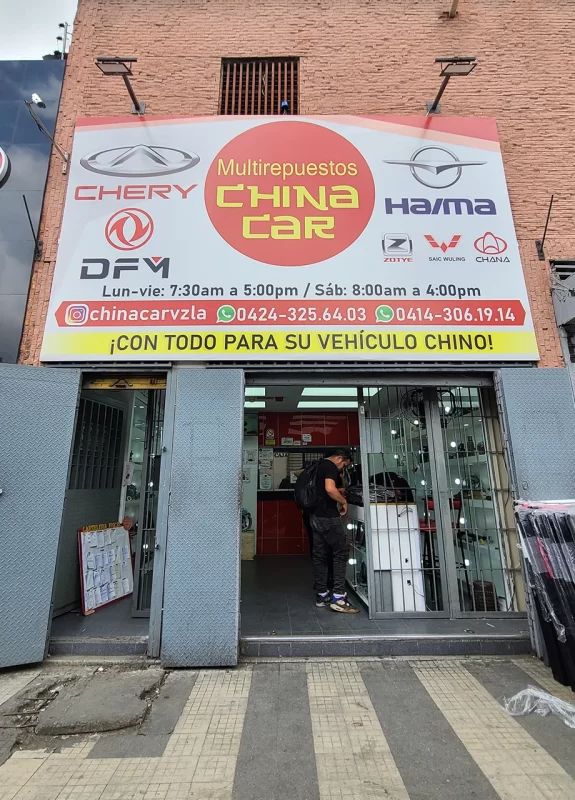 Multirepuestos
CHINA
CAR
CHERY
DFM
HAIMA
ZOTYE
SAIC WULING
CHANA
Lun-vie: 7:30am a 5:00pm / Sáb: 8:00am a 4:00pm
chinacarvzla 0424-325.64.03 0414-306.19.14
¡CON TODO PARA SU VEHÍCULO CHINO!